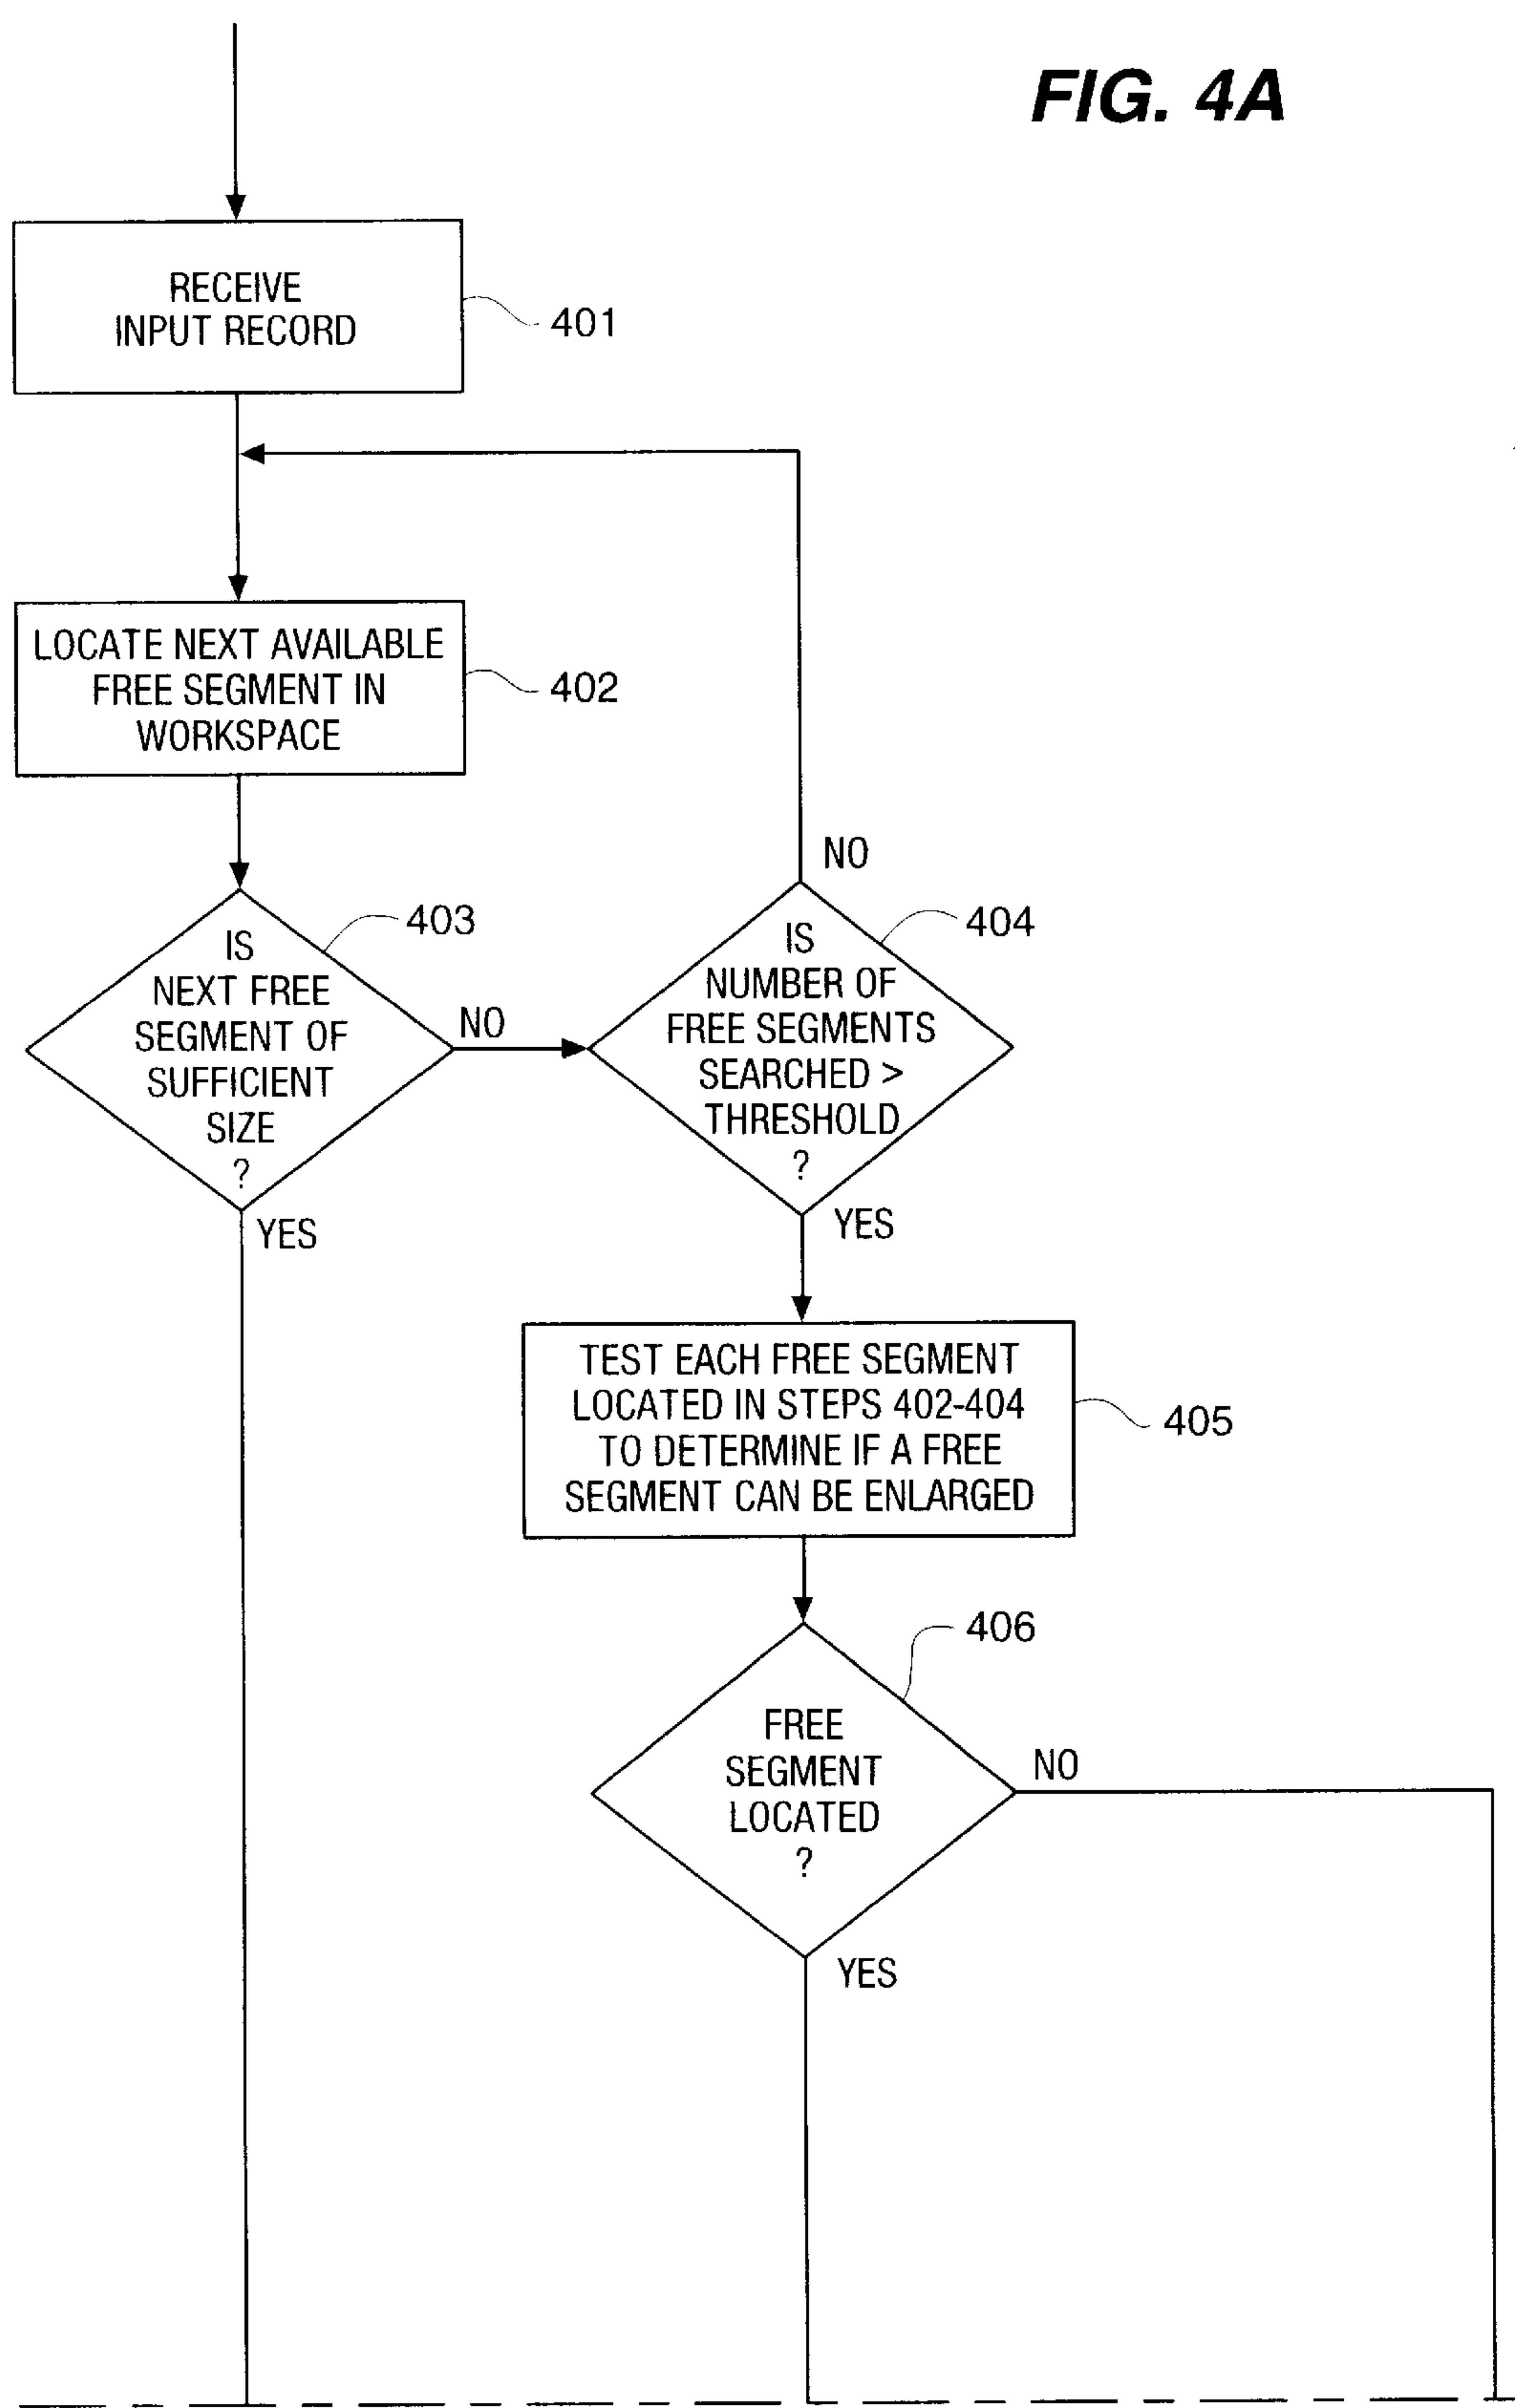 FIG. 4A
RECEIVE
INPUT RECORD
401
LOCATE NEXT AVAILABLE
FREE SEGMENT IN
WORKSPACE
402
IS
NEXT FREE
SEGMENT OF
SUFFICIENT
SIZE
?
403
NO
YES
NO
IS
NUMBER OF
FREE SEGMENTS
SEARCHED >
THRESHOLD
?
404
YES
TEST EACH FREE SEGMENT
LOCATED IN STEPS 402-404
TO DETERMINE IF A FREE
SEGMENT CAN BE ENLARGED
405
FREE
SEGMENT
LOCATED
?
406
NO
YES